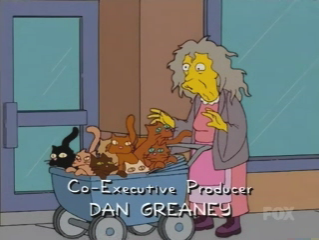 Co-Executive Producer
DAN GREANEY
FOX